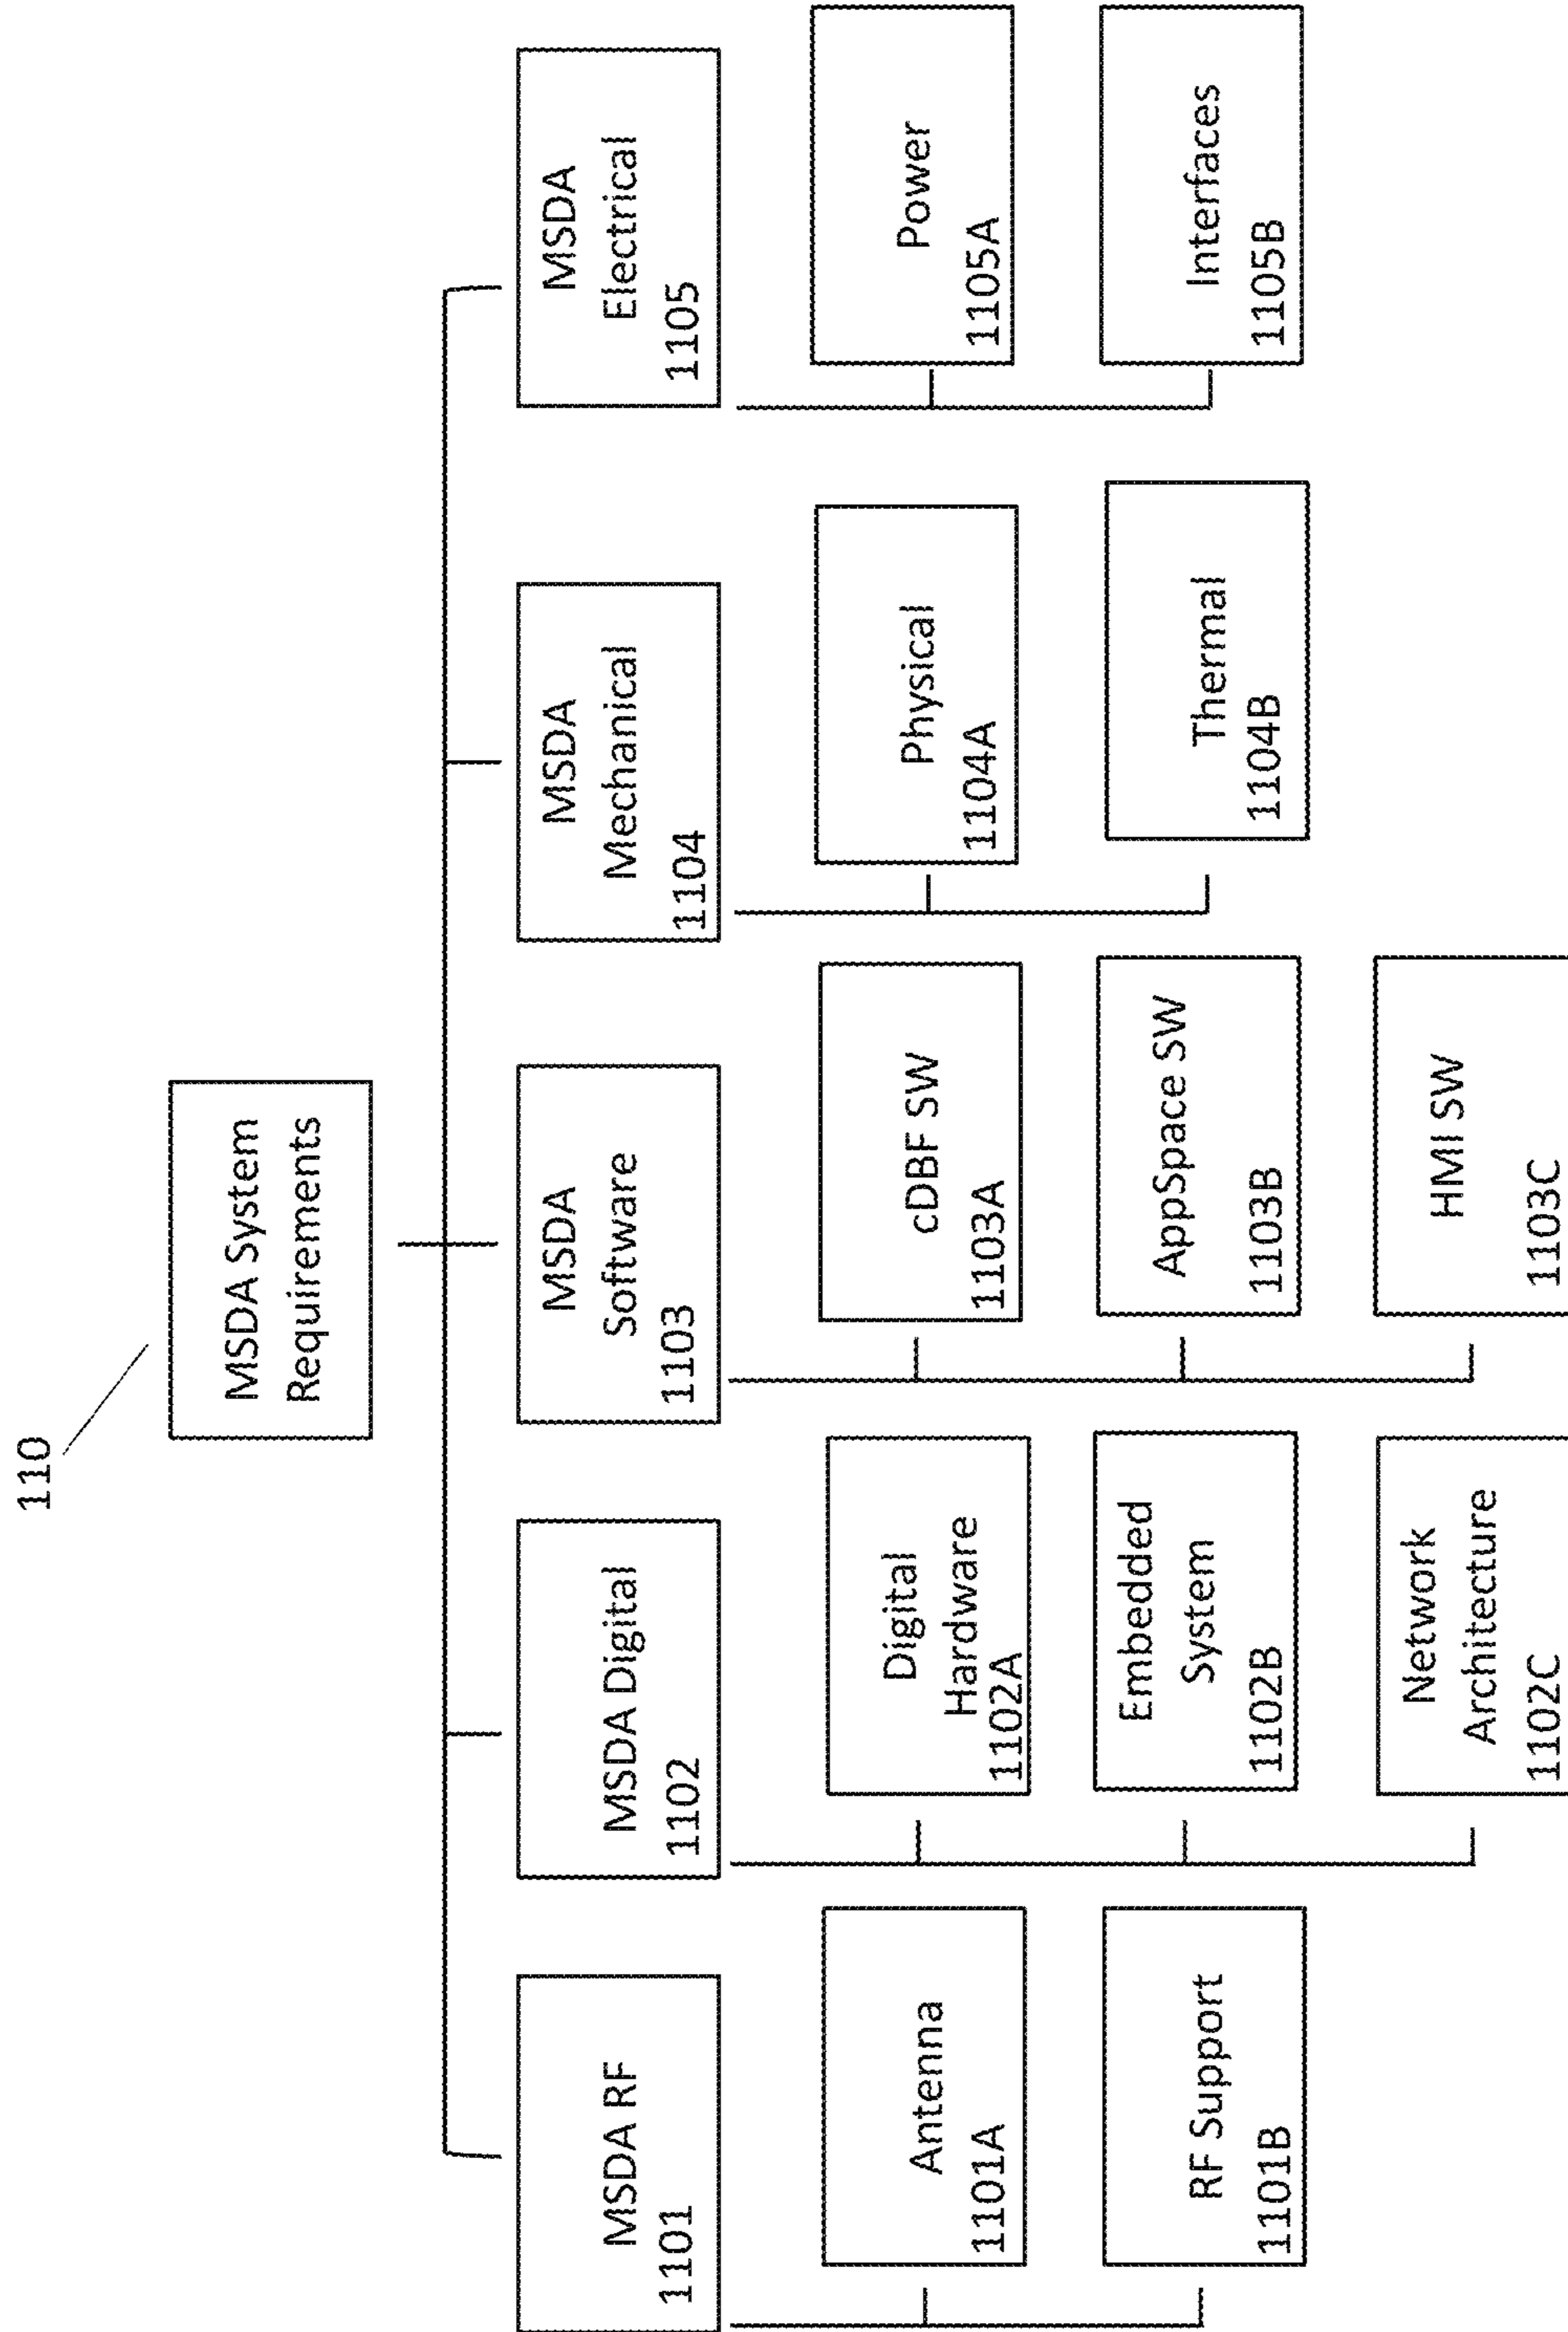 110
MSDA System
Requirements
MSDA RF
1101
MSDA Digital
1102
MSDA
Software
1103
MSDA
Mechanical
1104
MSDA
Electrical
1105
Antenna
1101A
RF Support
1101B
Digital
Hardware
1102A
Embedded
System
1102B
Network
Architecture
1102C
cDBF SW
1103A
AppSpace SW
1103B
HMI SW
1103C
Physical
1104A
Thermal
1104B
Power
1105A
Interfaces
1105B